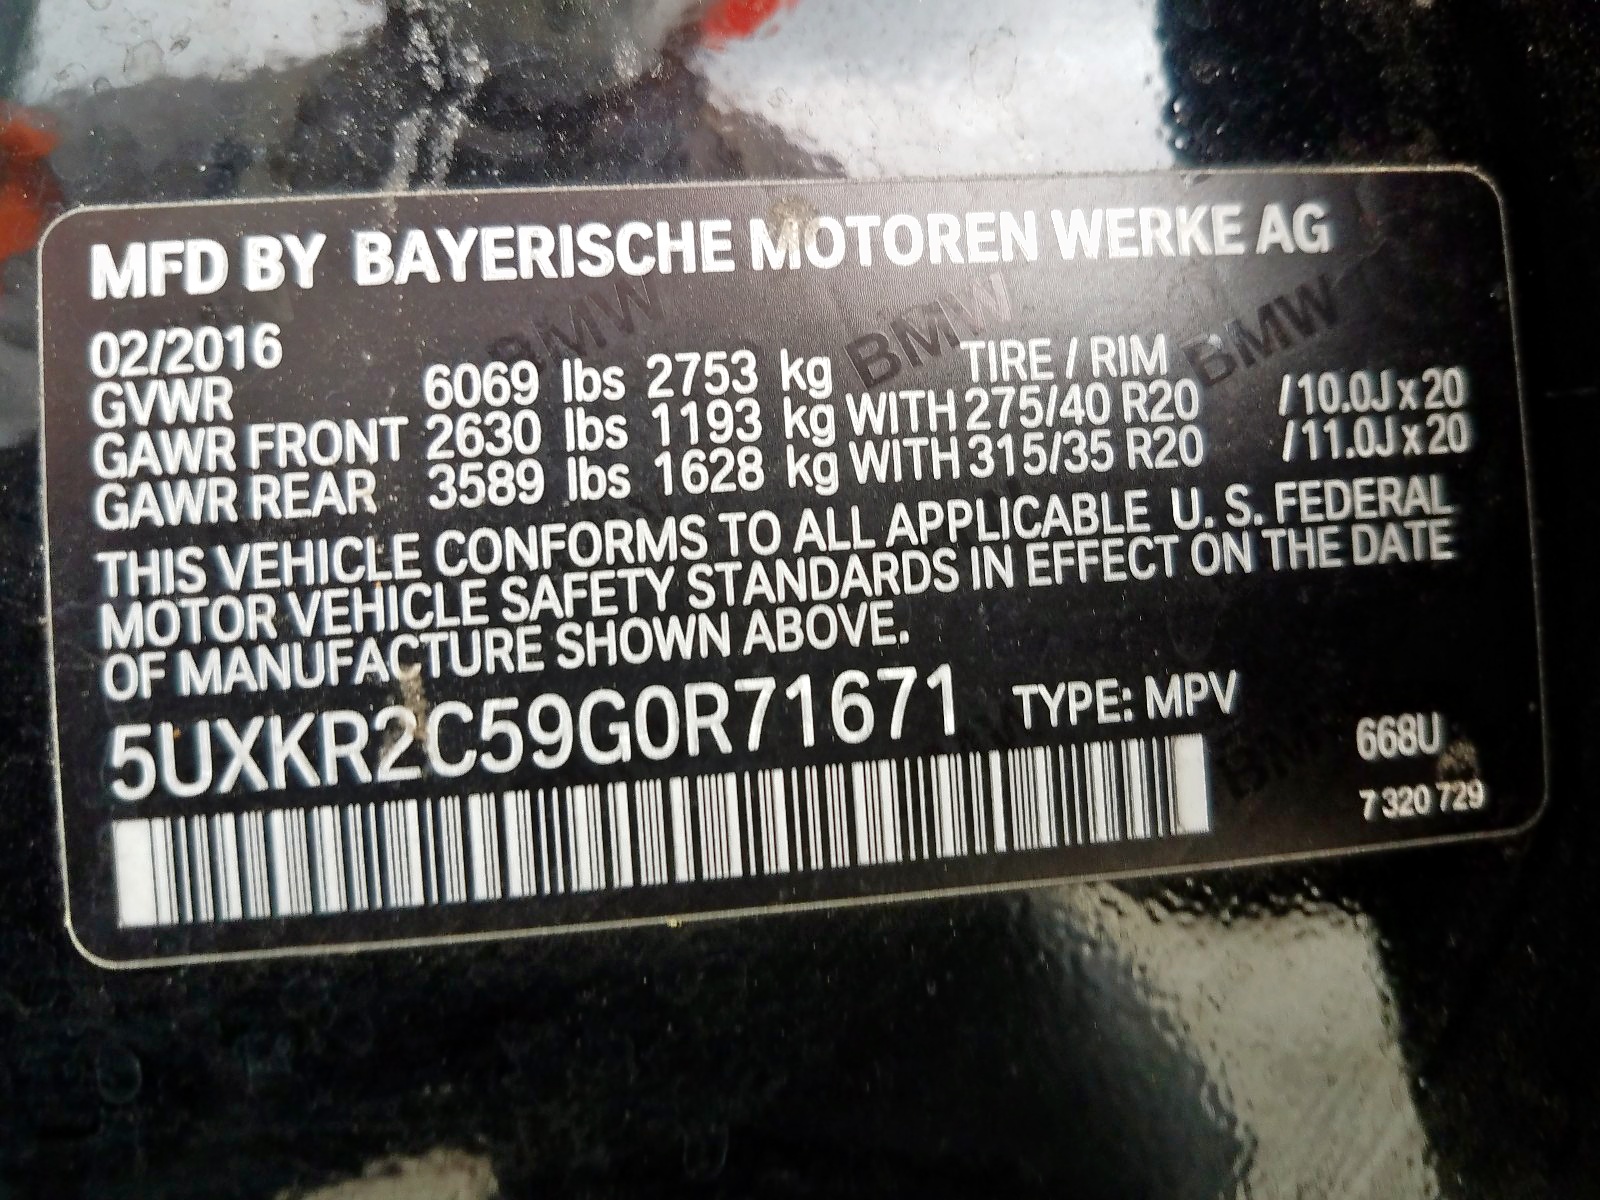 MFD BY BAYERISCHE MOTOREN WERKE AG
BMW BMW BMW
02/2016 TIRE / RIM
GVWR 6069 lbs 2753 kg
GAWR FRONT 2630 lbs 1193 kg WITH 275/40 R20 /10.0J x 20
GAWR REAR 3589 lbs 1628 kg WITH 315/35 R20 /11.0J x 20
THIS VEHICLE CONFORMS TO ALL APPLICABLE U. S. FEDERAL
MOTOR VEHICLE SAFETY STANDARDS IN EFFECT ON THE DATE
OF MANUFACTURE SHOWN ABOVE.
5UXKR2C59G0R71671 TYPE: MPV
668U
7 320 729